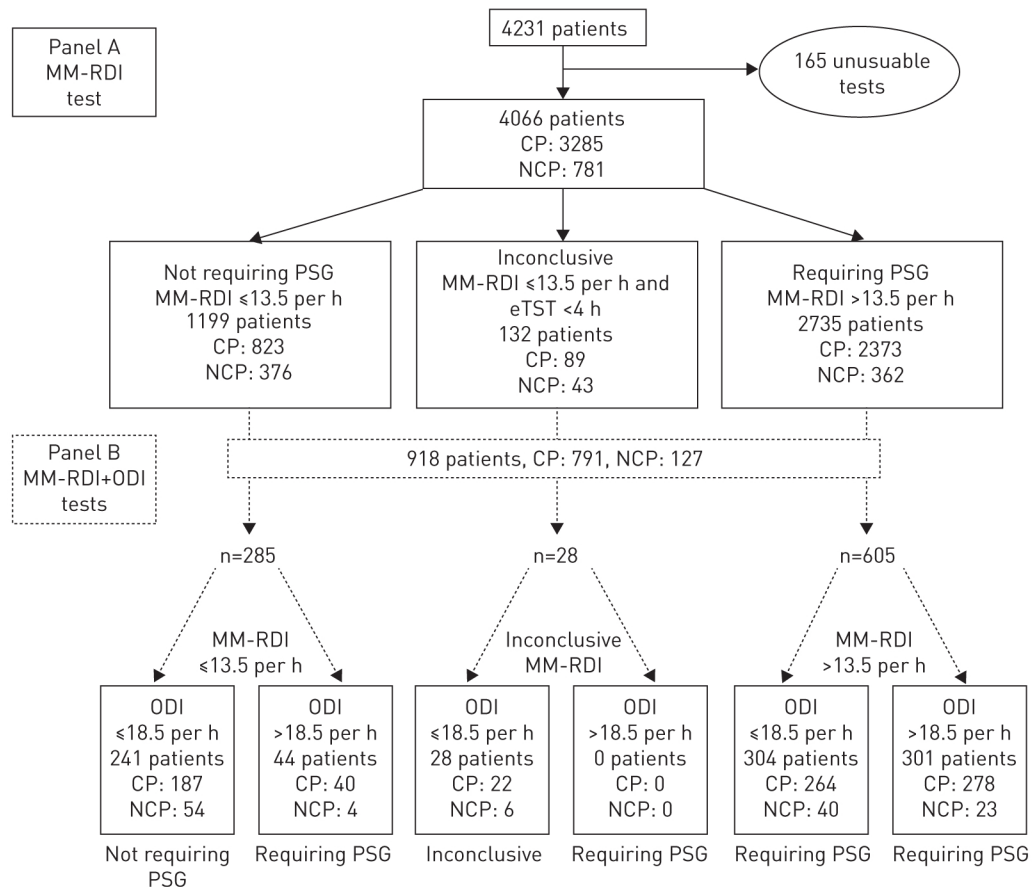 Panel A
MM-RDI
test
4231 patients
165 unusuable
tests
4066 patients
CP: 3285
NCP: 781
Not requiring PSG
MM-RDI ⩽13.5 per h
1199 patients
CP: 823
NCP: 376
Inconclusive
MM-RDI ⩽13.5 per h and
eTST <4 h
132 patients
CP: 89
NCP: 43
Requiring PSG
MM-RDI >13.5 per h
2735 patients
CP: 2373
NCP: 362
Panel B
MM-RDI+ODI
tests
918 patients, CP: 791, NCP: 127
n=285
n=28
n=605
MM-RDI
⩽13.5 per h
Inconclusive
MM-RDI
MM-RDI
>13.5 per h
ODI
⩽18.5 per h
241 patients
CP: 187
NCP: 54
Not requiring
PSG
ODI
>18.5 per h
44 patients
CP: 40
NCP: 4
Requiring PSG
ODI
⩽18.5 per h
28 patients
CP: 22
NCP: 6
Inconclusive
ODI
>18.5 per h
0 patients
CP: 0
NCP: 0
Requiring PSG
ODI
⩽18.5 per h
304 patients
CP: 264
NCP: 40
Requiring PSG
ODI
>18.5 per h
301 patients
CP: 278
NCP: 23
Requiring PSG